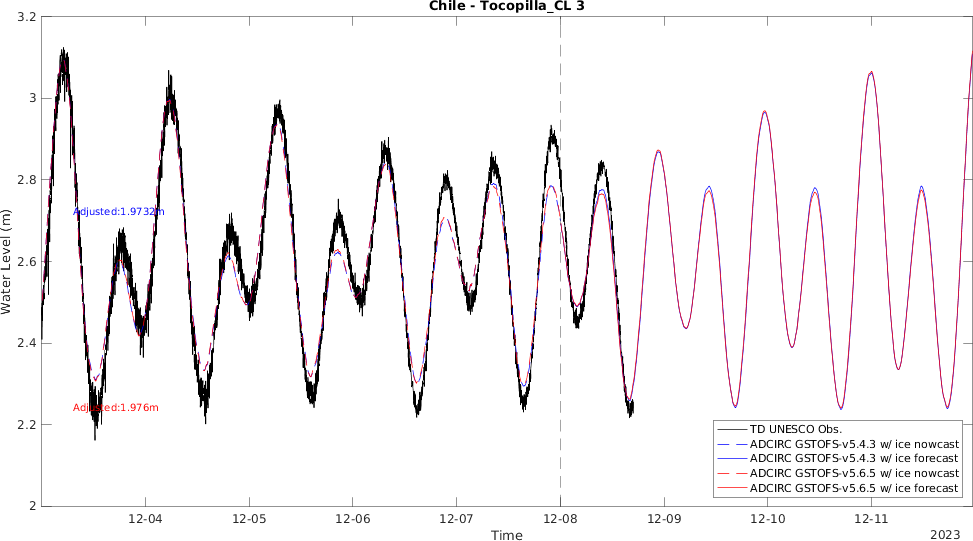 Chile - Tocopilla_CL 3
3.2
3
2.8
2.6
2.4
2.2
2
Water Level (m)
Adjusted:1.9732m
Adjusted:1.976m
TD UNESCO Obs.
ADCIRC GSTOFS-v5.4.3 w/ ice nowcast
ADCIRC GSTOFS-v5.4.3 w/ ice forecast
ADCIRC GSTOFS-v5.6.5 w/ ice nowcast
ADCIRC GSTOFS-v5.6.5 w/ ice forecast
12-04 12-05 12-06 12-07 12-08 12-09 12-10 12-11
Time
2023